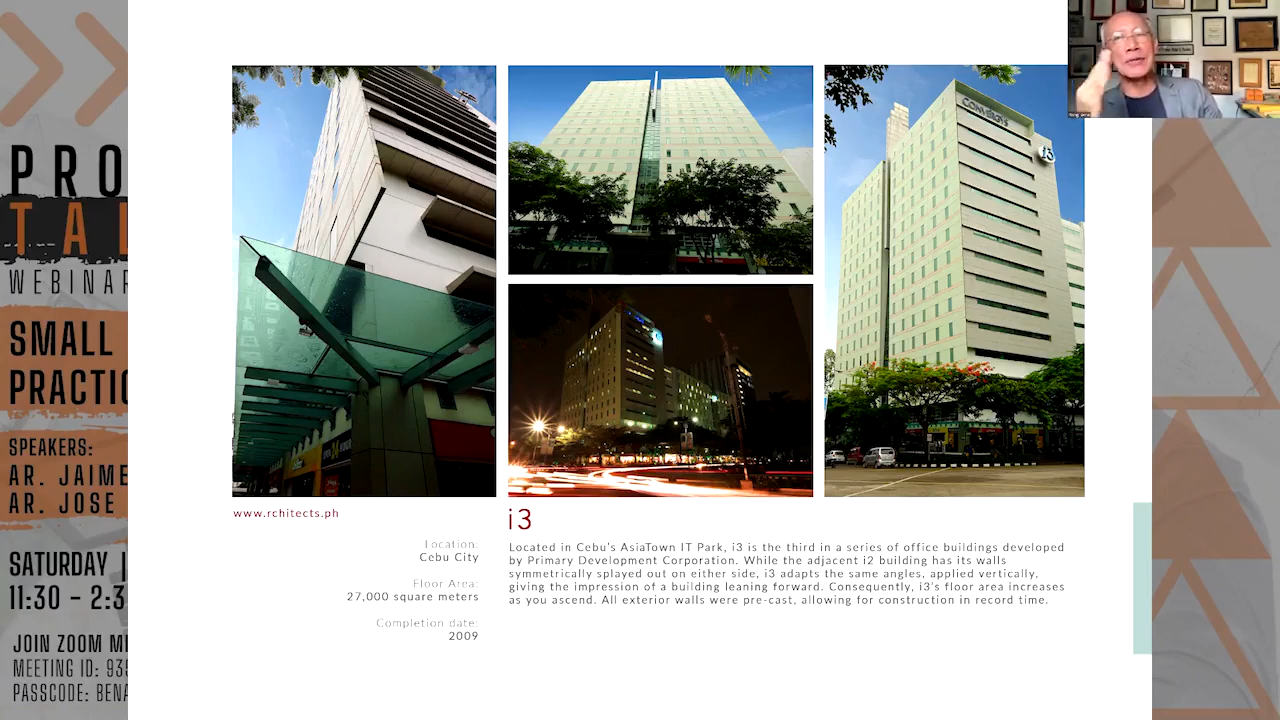 PRO
TAL
WEBINAR
SMALL
PRACTIC
SPEAKERS:
AR. JAIME
AR. JOSE
SATURDAY |
11:30 - 2:3
JOIN ZOOM M
MEETING ID: 93
PASSCODE: BENA
CONVERGYS
i3
www.rchitects.ph
Location:
Cebu City
Floor Area:
27,000 square meters
Completion date:
2009
i3
Located in Cebu's AsiaTown IT Park, i3 is the third in a series of office buildings developed
by Primary Development Corporation. While the adjacent i2 building has its walls
symmetrically splayed out on either side, i3 adapts the same angles, applied vertically,
giving the impression of a building leaning forward. Consequently, i3's floor area increases
as you ascend. All exterior walls were pre-cast, allowing for construction in record time.